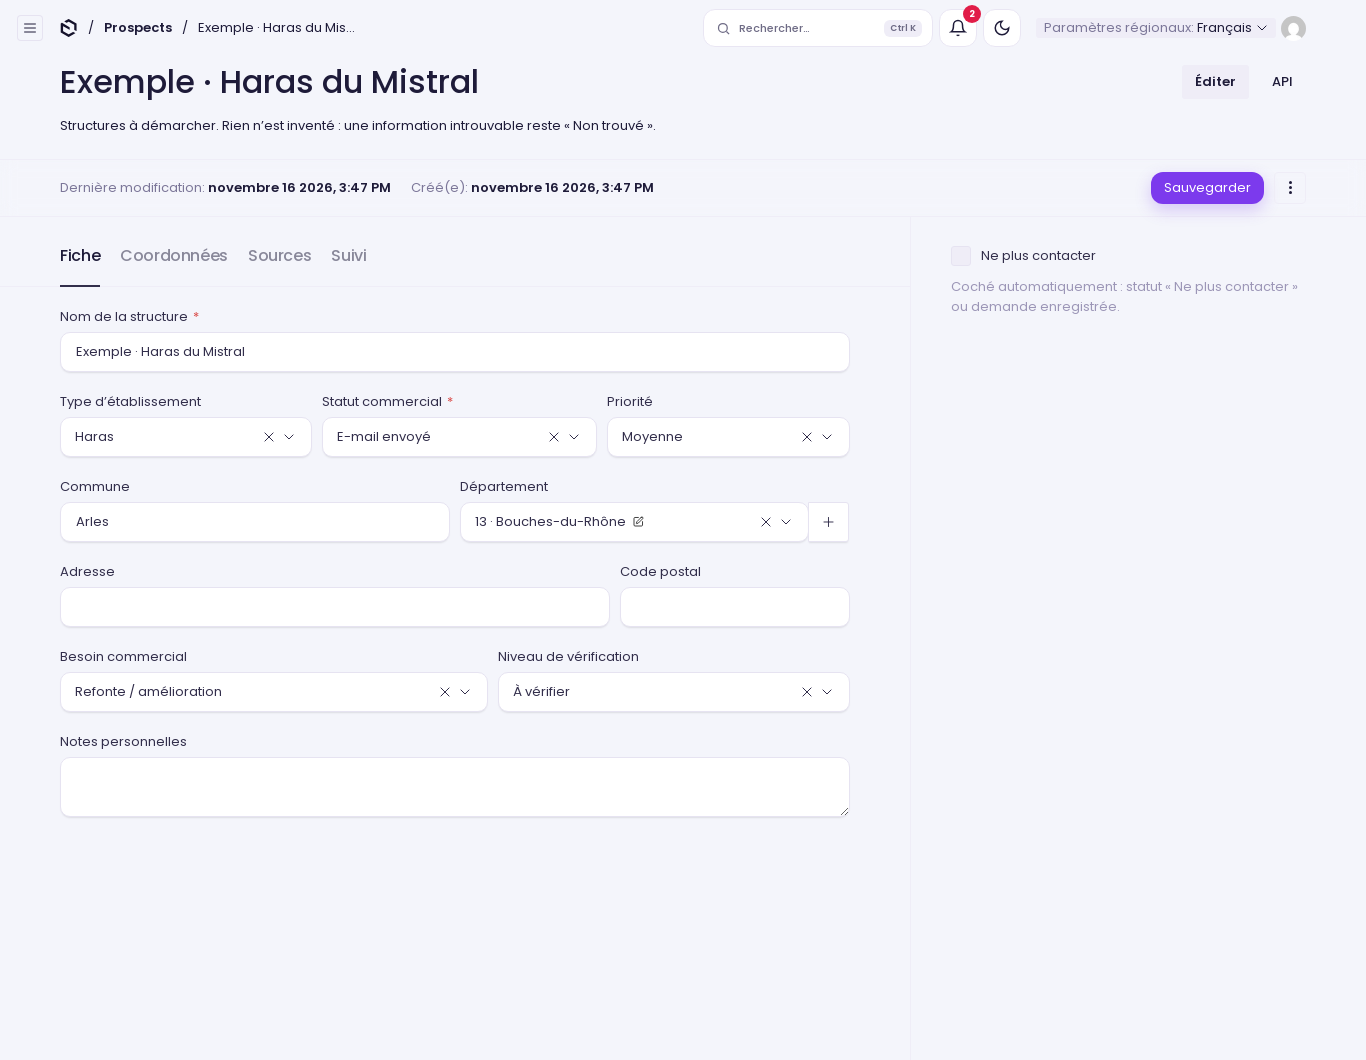 / Prospects / Exemple · Haras du Mis…
Rechercher…
Ctrl K
2
Paramètres régionaux: Français
Exemple · Haras du Mistral
Éditer
API
Structures à démarcher. Rien n’est inventé : une information introuvable reste « Non trouvé ».
Dernière modification: novembre 16 2026, 3:47 PM
Créé(e): novembre 16 2026, 3:47 PM
Sauvegarder
Fiche
Coordonnées
Sources
Suivi
Ne plus contacter
Coché automatiquement : statut « Ne plus contacter »
ou demande enregistrée.
Nom de la structure *
Exemple · Haras du Mistral
Type d’établissement
Statut commercial *
Priorité
Haras
E-mail envoyé
Moyenne
Commune
Département
Arles
13 · Bouches-du-Rhône
Adresse
Code postal
Besoin commercial
Niveau de vérification
Refonte / amélioration
À vérifier
Notes personnelles